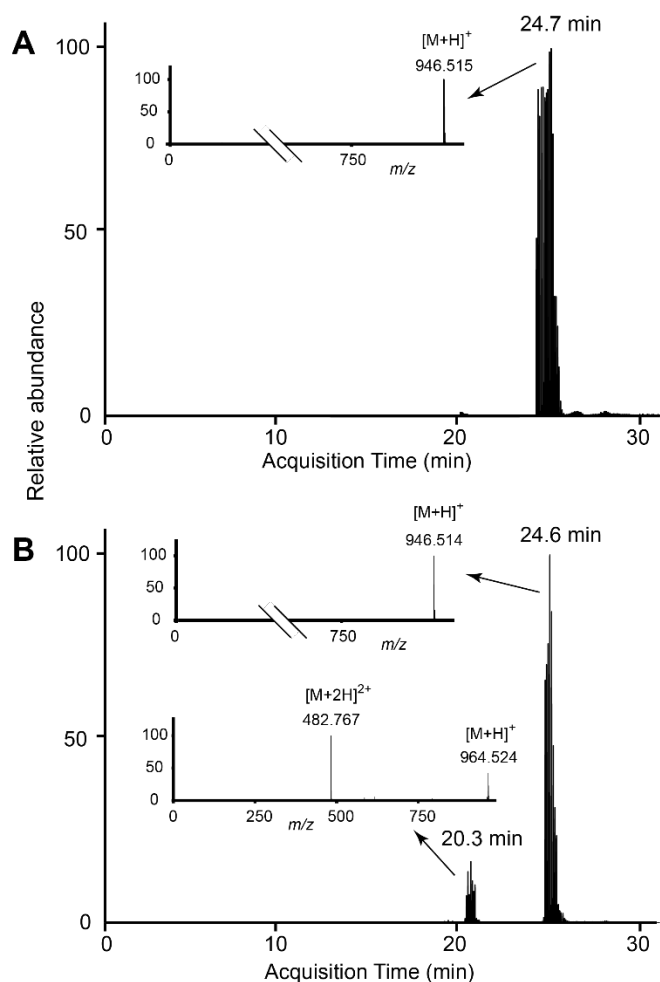 A
24.7 min
[M+H]+
946.515
100
50
0
0
750
m/z
100
50
0
0
10
20
30
Acquisition Time (min)
Relative abundance
B
24.6 min
[M+H]+
946.514
100
50
0
0
750
m/z
[M+2H]2+
482.767
[M+H]+
964.524
100
50
0
0
250
500
750
m/z
20.3 min
100
50
0
0
10
20
30
Acquisition Time (min)